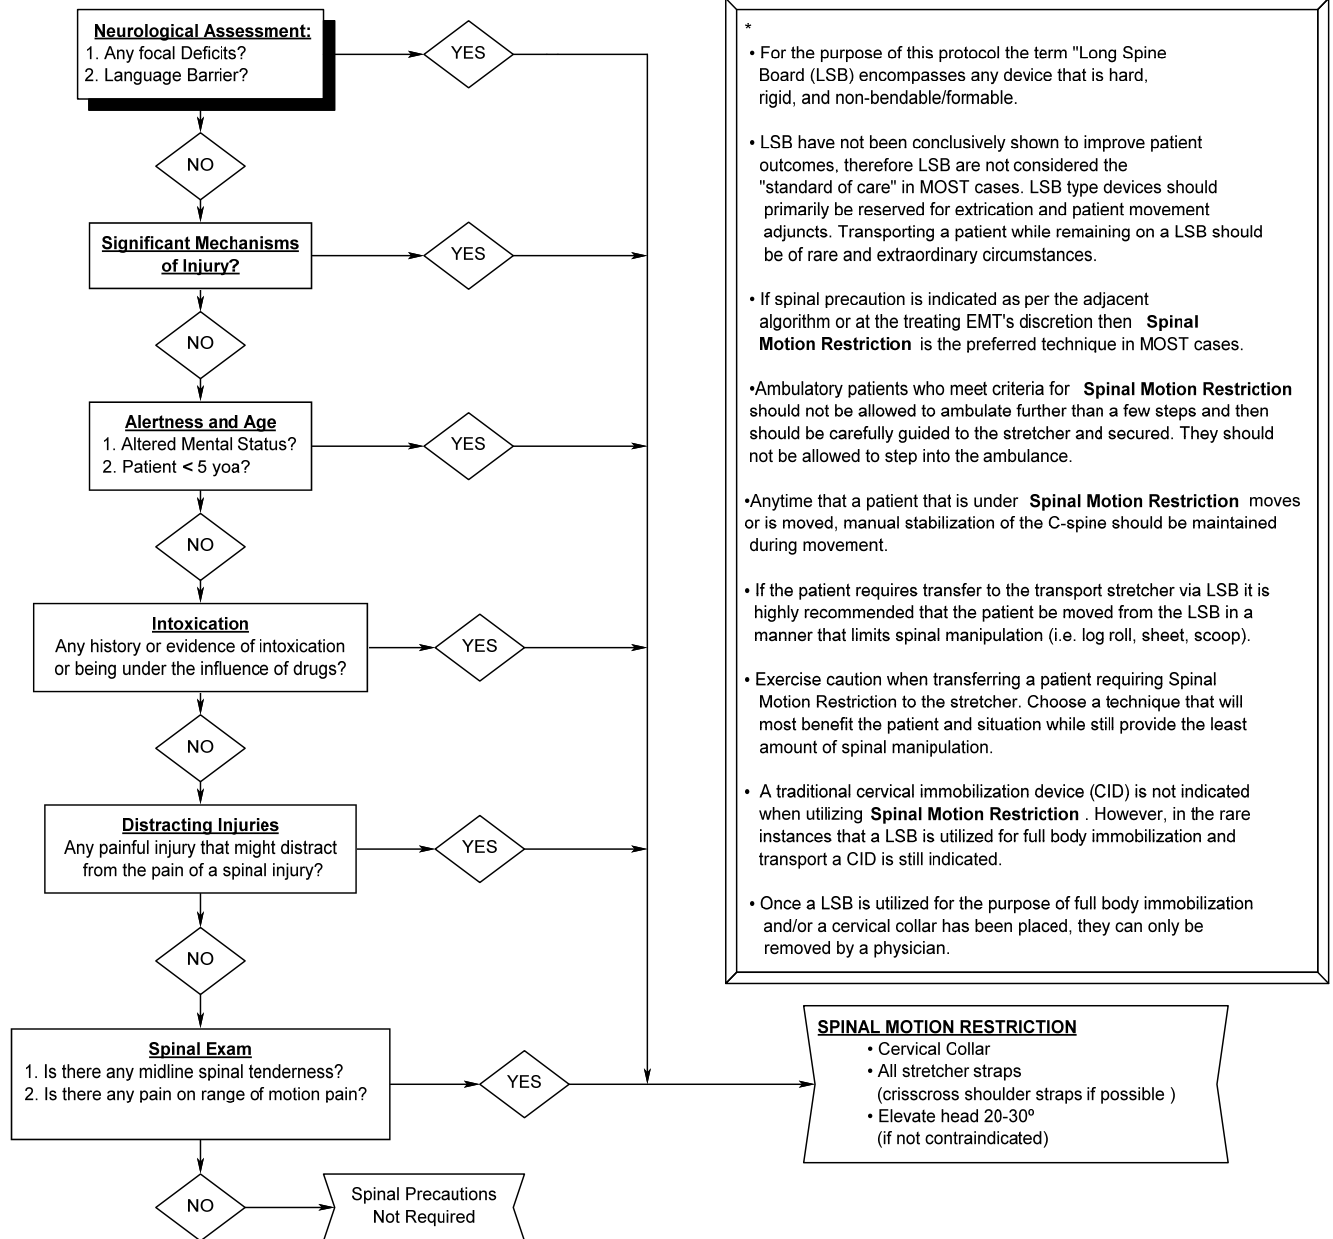 Neurological Assessment:
1. Any focal Deficits?
2. Language Barrier?
YES
NO
Significant Mechanisms
of Injury?
YES
NO
Alertness and Age
1. Altered Mental Status?
2. Patient < 5 yoa?
YES
NO
Intoxication
Any history or evidence of intoxication
or being under the influence of drugs?
YES
NO
Distracting Injuries
Any painful injury that might distract
from the pain of a spinal injury?
YES
NO
Spinal Exam
1. Is there any midline spinal tenderness?
2. Is there any pain on range of motion pain?
YES
NO
Spinal Precautions
Not Required
*
• For the purpose of this protocol the term "Long Spine
Board (LSB) encompasses any device that is hard,
rigid, and non-bendable/formable.
• LSB have not been conclusively shown to improve patient
outcomes, therefore LSB are not considered the
"standard of care" in MOST cases. LSB type devices should
primarily be reserved for extrication and patient movement
adjuncts. Transporting a patient while remaining on a LSB should
be of rare and extraordinary circumstances.
• If spinal precaution is indicated as per the adjacent
algorithm or at the treating EMT's discretion then Spinal
Motion Restriction is the preferred technique in MOST cases.
•Ambulatory patients who meet criteria for Spinal Motion Restriction
should not be allowed to ambulate further than a few steps and then
should be carefully guided to the stretcher and secured. They should
not be allowed to step into the ambulance.
•Anytime that a patient that is under Spinal Motion Restriction moves
or is moved, manual stabilization of the C-spine should be maintained
during movement.
• If the patient requires transfer to the transport stretcher via LSB it is
highly recommended that the patient be moved from the LSB in a
manner that limits spinal manipulation (i.e. log roll, sheet, scoop).
• Exercise caution when transferring a patient requiring Spinal
Motion Restriction to the stretcher. Choose a technique that will
most benefit the patient and situation while still provide the least
amount of spinal manipulation.
• A traditional cervical immobilization device (CID) is not indicated
when utilizing Spinal Motion Restriction . However, in the rare
instances that a LSB is utilized for full body immobilization and
transport a CID is still indicated.
• Once a LSB is utilized for the purpose of full body immobilization
and/or a cervical collar has been placed, they can only be
removed by a physician.
SPINAL MOTION RESTRICTION
• Cervical Collar
• All stretcher straps
(crisscross shoulder straps if possible )
• Elevate head 20-30º
(if not contraindicated)